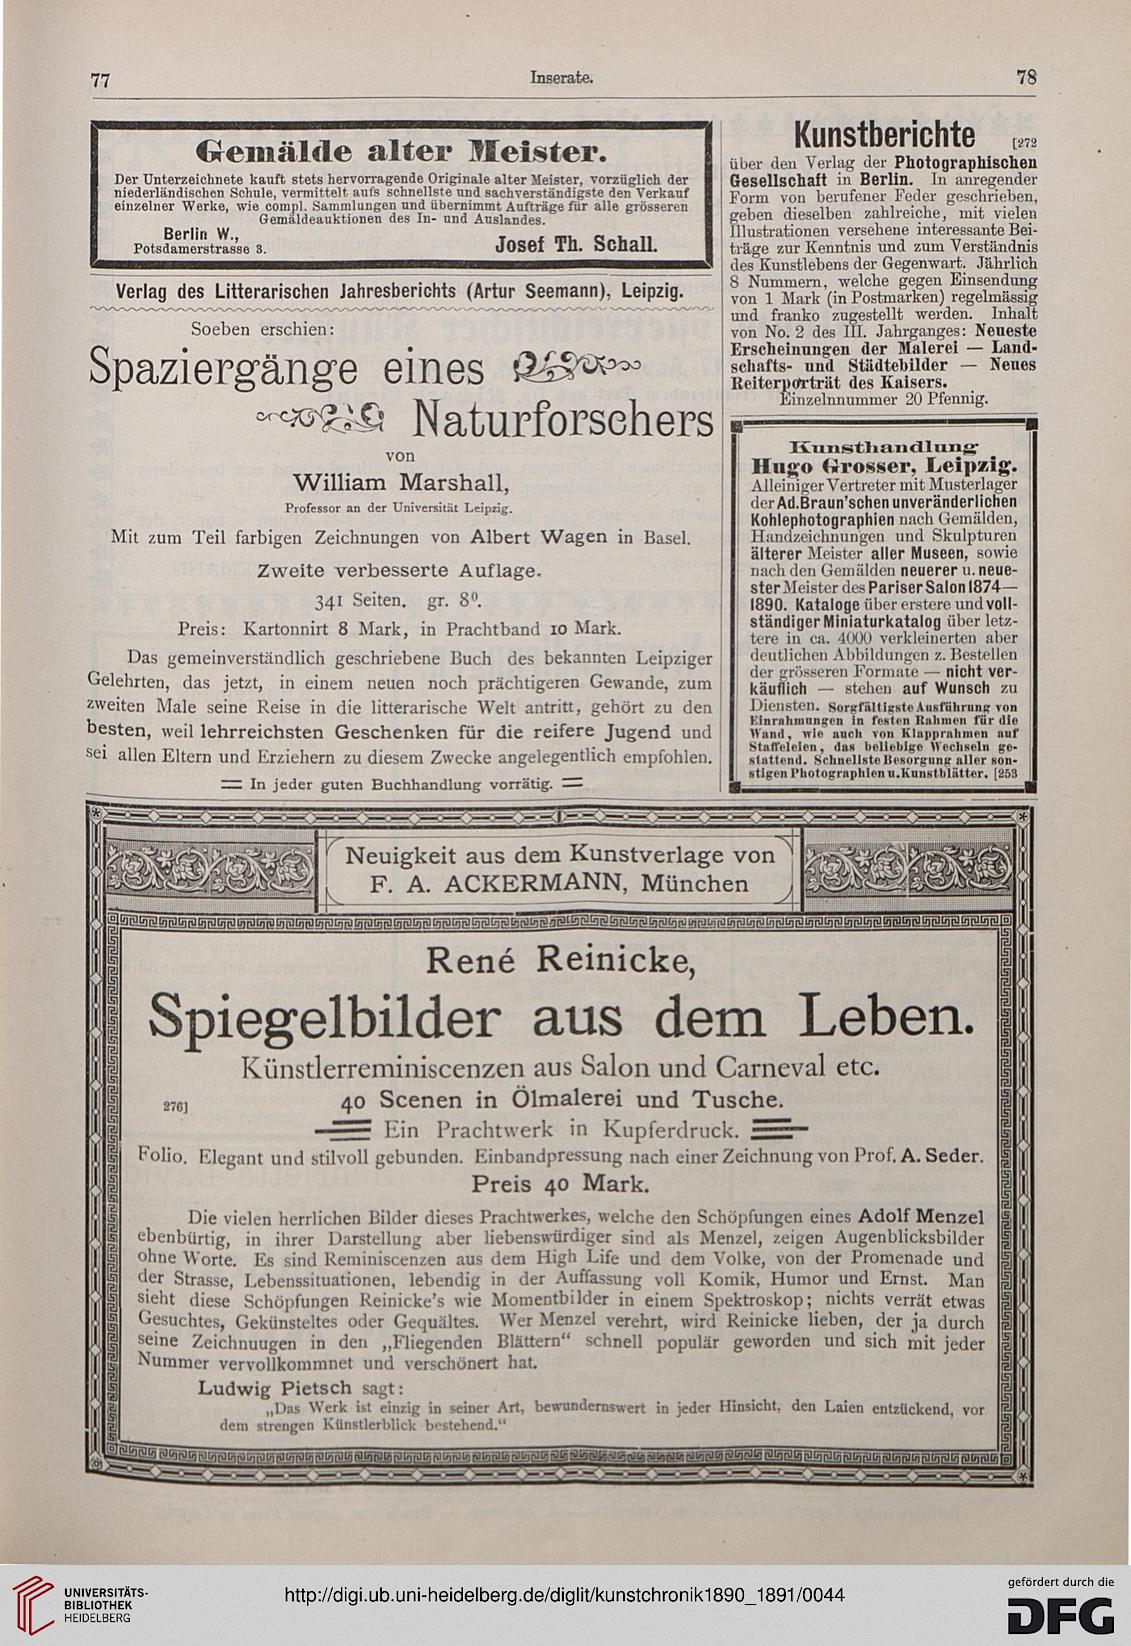 77
Inserate.
78
Gemälde alter Meister.
Der Unterzeichnete kauft stets hervorragende Originale alter Meister, vorzüglich der
niederländischen Schule, vermittelt aufs schnellste und sachverständigste den Verkauf
einzelner Werke, wie compl. Sammlungen und übernimmt Aufträge für alle grösseren
Gemäldeauktionen des In- und Auslandes.
Berlin W.,
Potsdamerstrasse 3.
Josef Th. Schall.
Verlag des Litterarischen Jahresberichts (Artur Seemann), Leipzig.
Soeben erschien:
Spaziergänge eines
Naturforschers
von
William Marshall,
Professor an der Universität Leipzig.
Mit zum Teil farbigen Zeichnungen von Albert Wagen in Basel.
Zweite verbesserte Auflage.
341 Seiten. gr. 8⁰.
Preis: Kartonnirt 8 Mark, in Prachtband 10 Mark.
Das gemeinverständlich geschriebene Buch des bekannten Leipziger
Gelehrten, das jetzt, in einem neuen noch prächtigeren Gewande, zum
zweiten Male seine Reise in die litterarische Welt antritt, gehört zu den
besten, weil lehrreichsten Geschenken für die reifere Jugend und
sei allen Eltern und Erziehern zu diesem Zwecke angelegentlich empfohlen.
In jeder guten Buchhandlung vorrätig.
Kunstberichte [272
über den Verlag der Photographischen
Gesellschaft in Berlin. In anregender
Form von berufener Feder geschrieben,
geben dieselben zahlreiche, mit vielen
Illustrationen versehene interessante Bei-
träge zur Kenntnis und zum Verständnis
des Kunstlebens der Gegenwart. Jährlich
8 Nummern, welche gegen Einsendung
von 1 Mark (in Postmarken) regelmässig
und franko zugestellt werden. Inhalt
von No. 2 des III. Jahrganges: Neueste
Erscheinungen der Malerei — Land-
schafts- und Städtebilder — Neues
Reiterporträt des Kaisers.
Einzelnnummer 20 Pfennig.
Kunsthandlung
Hugo Grosser, Leipzig.
Alleiniger Vertreter mit Musterlager
der Ad. Braun'schen unveränderlichen
Kohlephotographien nach Gemälden,
Handzeichnungen und Skulpturen
älterer Meister aller Museen, sowie
nach den Gemälden neuerer u. neue-
ster Meister des Pariser Salon 1874—
1890. Kataloge über erstere und voll-
ständiger Miniaturkatalog über letz-
tere in ca. 4000 verkleinerten aber
deutlichen Abbildungen z. Bestellen
der grösseren Formate — nicht ver-
käuflich — stehen auf Wunsch zu
Diensten. Sorgfältigste Ausführung von
Einrahmungen in festen Rahmen für die
Wand, wie auch von Klapprahmen auf
Staffeleien, das beliebige Wechseln ge-
stattend. Schnellste Besorgung aller son-
stigen Photographien u. Kunstblätter. [253
Neuigkeit aus dem Kunstverlage von
F. A. ACKERMANN, München
René Reinicke,
Spiegelbilder aus dem Leben.
Künstlerreminiscenzen aus Salon und Carneval etc.
276]
40 Scenen in Ölmalerei und Tusche.
Ein Prachtwerk in Kupferdruck.
Folio. Elegant und stilvoll gebunden. Einbandpressung nach einer Zeichnung von Prof. A. Seder.
Preis 40 Mark.
Die vielen herrlichen Bilder dieses Prachtwerkes, welche den Schöpfungen eines Adolf Menzel
ebenbürtig, in ihrer Darstellung aber liebenswürdiger sind als Menzel, zeigen Augenblicksbilder
ohne Worte. Es sind Reminiscenzen aus dem High Life und dem Volke, von der Promenade und
der Strasse, Lebenssituationen, lebendig in der Auffassung voll Komik, Humor und Ernst. Man
sieht diese Schöpfungen Reinicke's wie Momentbilder in einem Spektroskop; nichts verrät etwas
Gesuchtes, Gekünsteltes oder Gequältes. Wer Menzel verehrt, wird Reinicke lieben, der ja durch
seine Zeichnuugen in den „Fliegenden Blättern“ schnell populär geworden und sich mit jeder
Nummer vervollkommnet und verschönert hat.
Ludwig Pietsch sagt:
„Das Werk ist einzig in seiner Art, bewundernswert in jeder Hinsicht, den Laien entzückend, vor
dem strengen Künstlerblick bestehend.“
UNIVERSITÄTS-
BIBLIOTHEK
HEIDELBERG
http://digi.ub.uni-heidelberg.de/diglit/kunstchronik1890_1891/0044
gefördert durch die
DFG